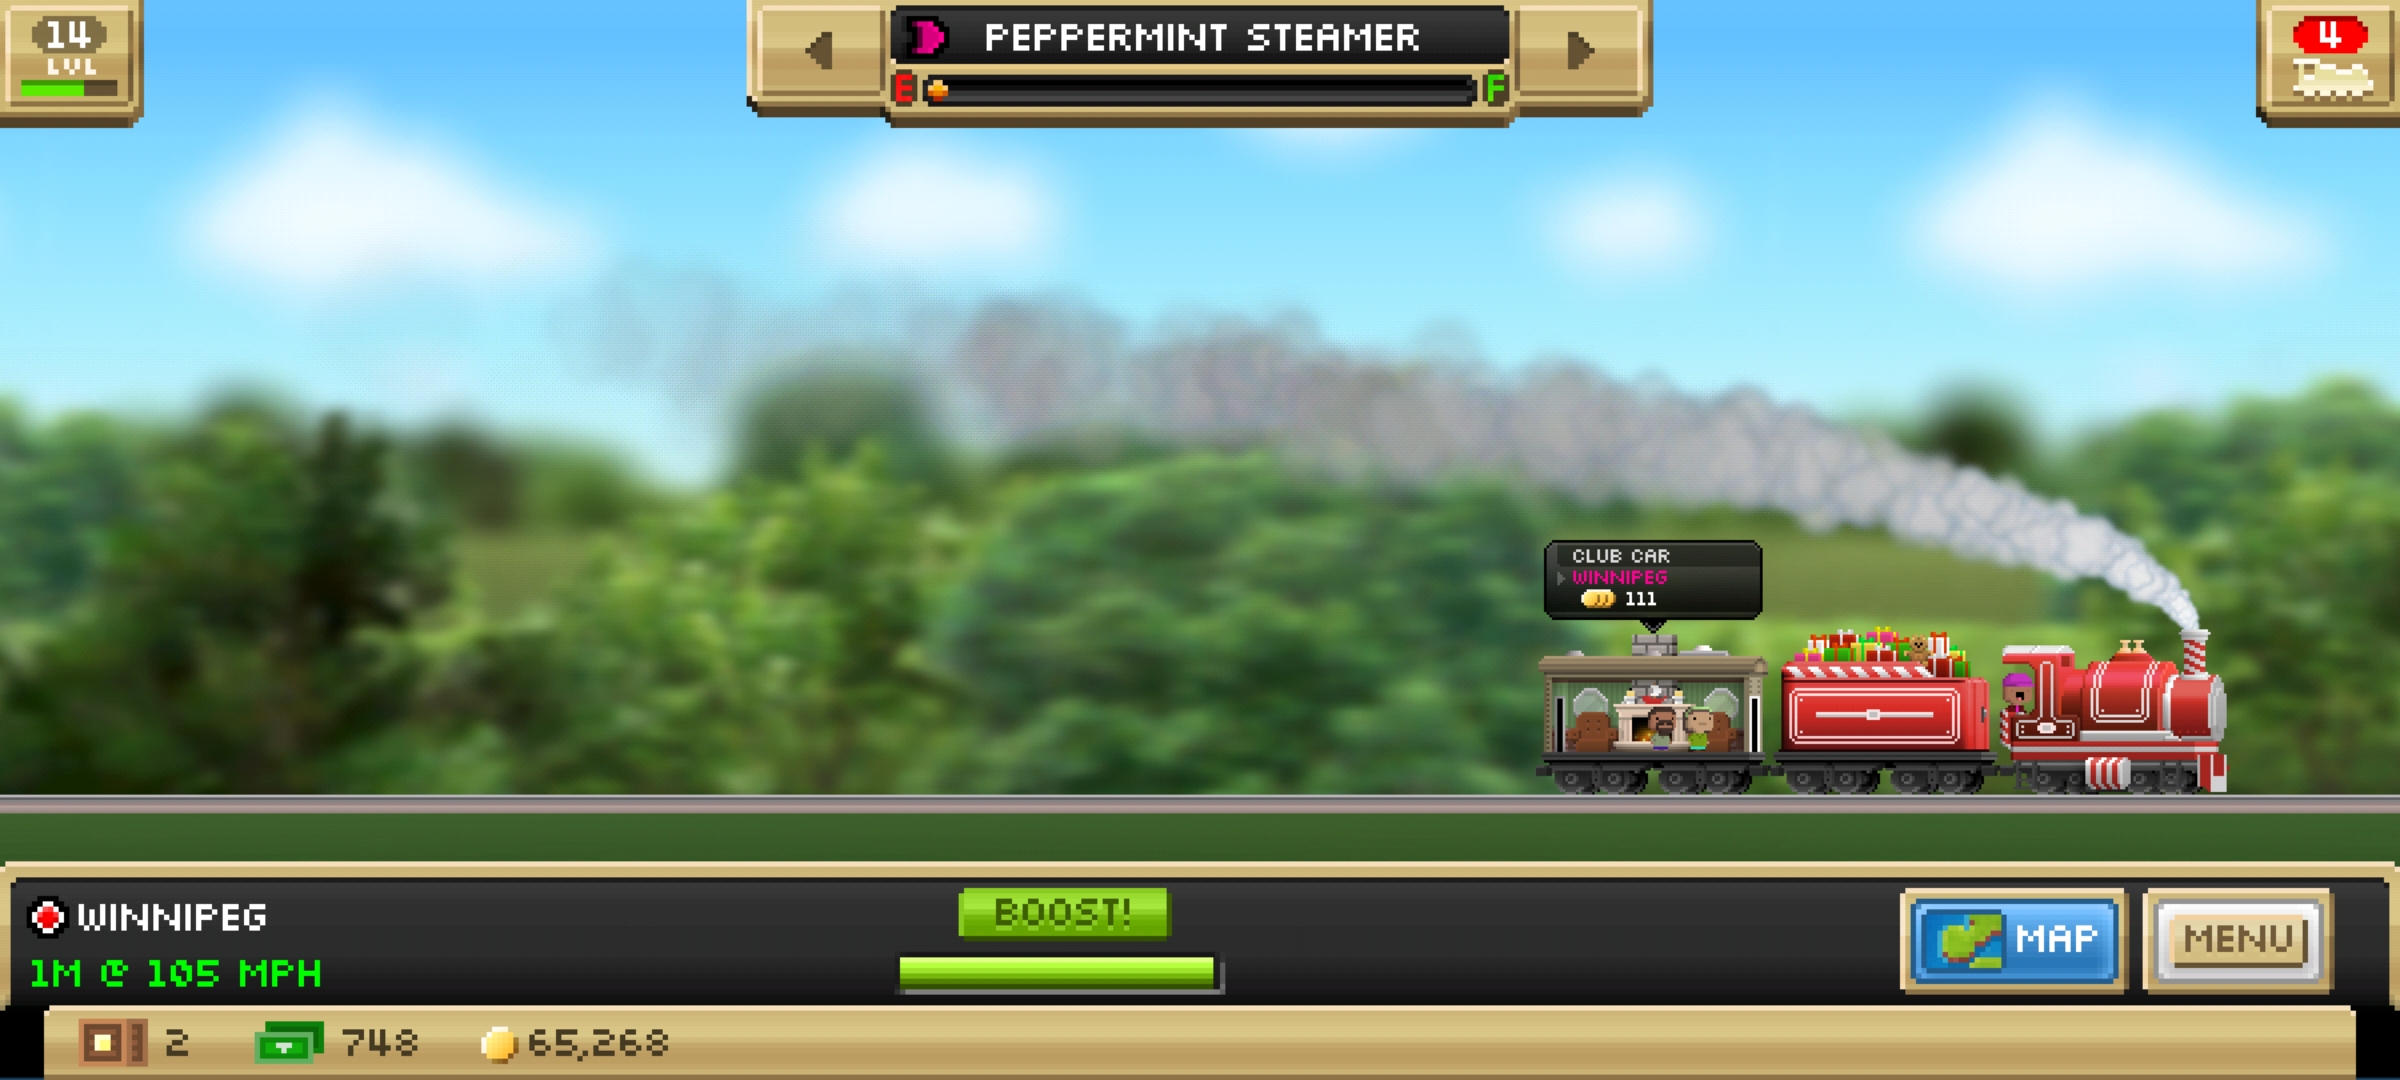 14
LVL
PEPPERMINT STEAMER
E F
4
CLUB CAR
WINNIPEG
111
WINNIPEG
1M @ 105 MPH
BOOST!
MAP
MENU
2 748 65,268